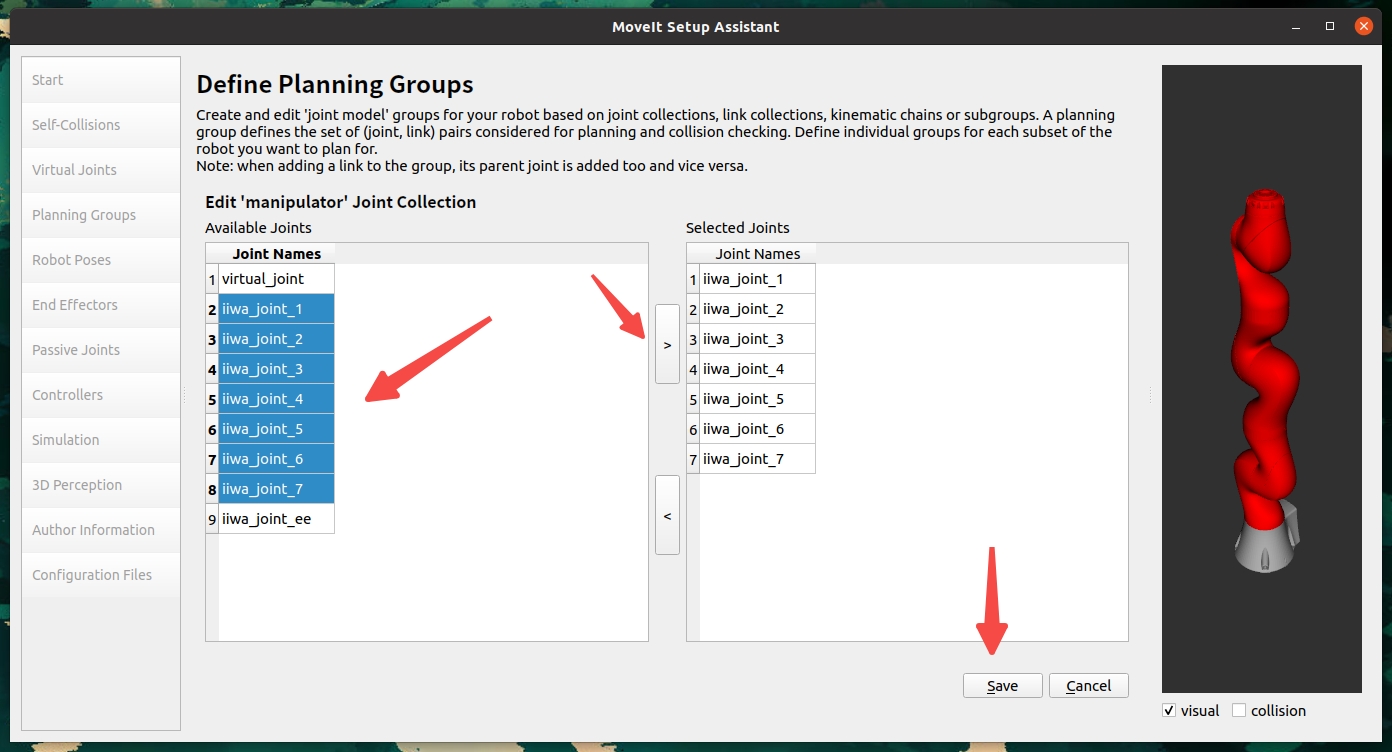 MoveIt Setup Assistant
Start
Self-Collisions
Virtual Joints
Planning Groups
Robot Poses
End Effectors
Passive Joints
Controllers
Simulation
3D Perception
Author Information
Configuration Files
Define Planning Groups
Create and edit 'joint model' groups for your robot based on joint collections, link collections, kinematic chains or subgroups. A planning
group defines the set of (joint, link) pairs considered for planning and collision checking. Define individual groups for each subset of the
robot you want to plan for.
Note: when adding a link to the group, its parent joint is added too and vice versa.
Edit 'manipulator' Joint Collection
Available Joints
Joint Names
1 virtual_joint
2 iiwa_joint_1
3 iiwa_joint_2
4 iiwa_joint_3
5 iiwa_joint_4
6 iiwa_joint_5
7 iiwa_joint_6
8 iiwa_joint_7
9 iiwa_joint_ee
>
<
Selected Joints
Joint Names
1 iiwa_joint_1
2 iiwa_joint_2
3 iiwa_joint_3
4 iiwa_joint_4
5 iiwa_joint_5
6 iiwa_joint_6
7 iiwa_joint_7
Save Cancel
visual collision